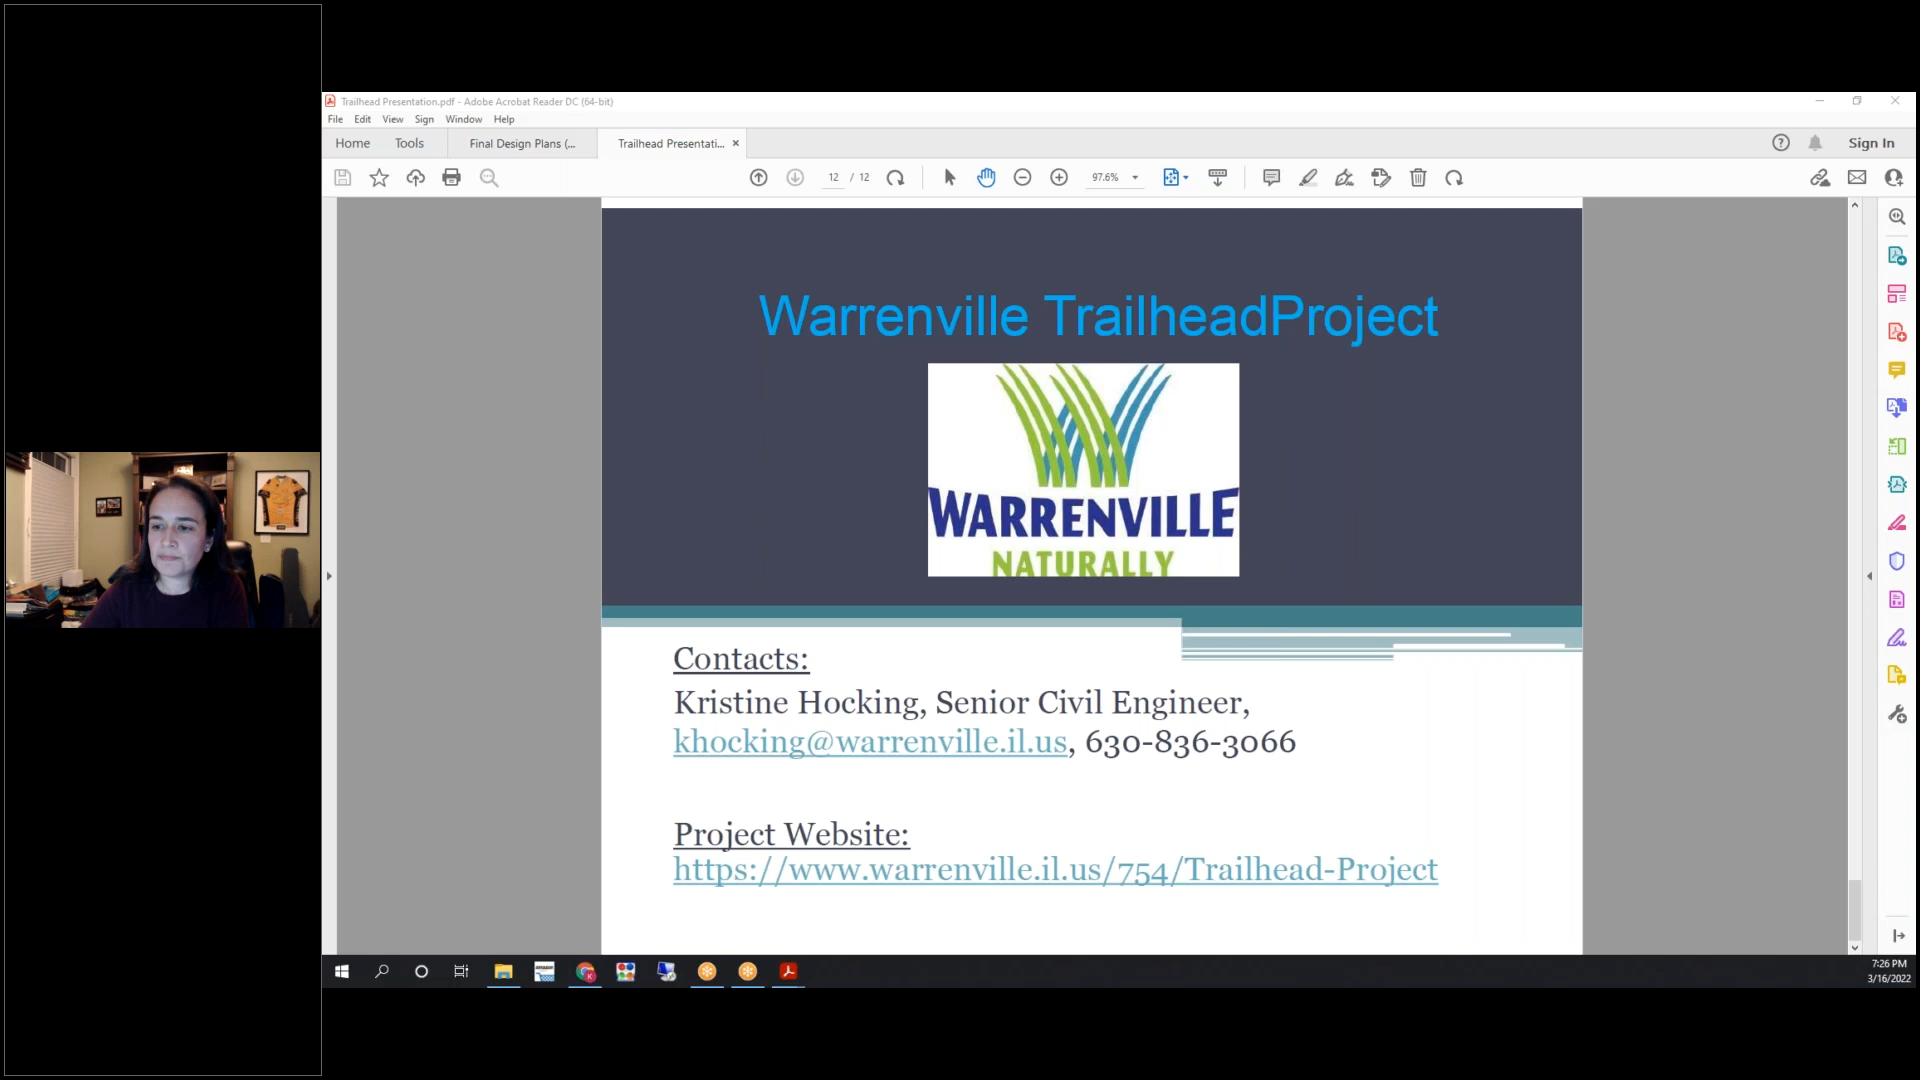 Trailhead Presentation.pdf - Adobe Acrobat Reader DC (64-bit)
File Edit View Sign Window Help
Home Tools Final Design Plans (... Trailhead Presentati... × Sign In
12 / 12 97.6%
Warrenville TrailheadProject
WARRENVILLE
NATURALLY
Contacts:
Kristine Hocking, Senior Civil Engineer,
khocking@warrenville.il.us, 630-836-3066
Project Website:
https://www.warrenville.il.us/754/Trailhead-Project
7:26 PM
3/16/2022